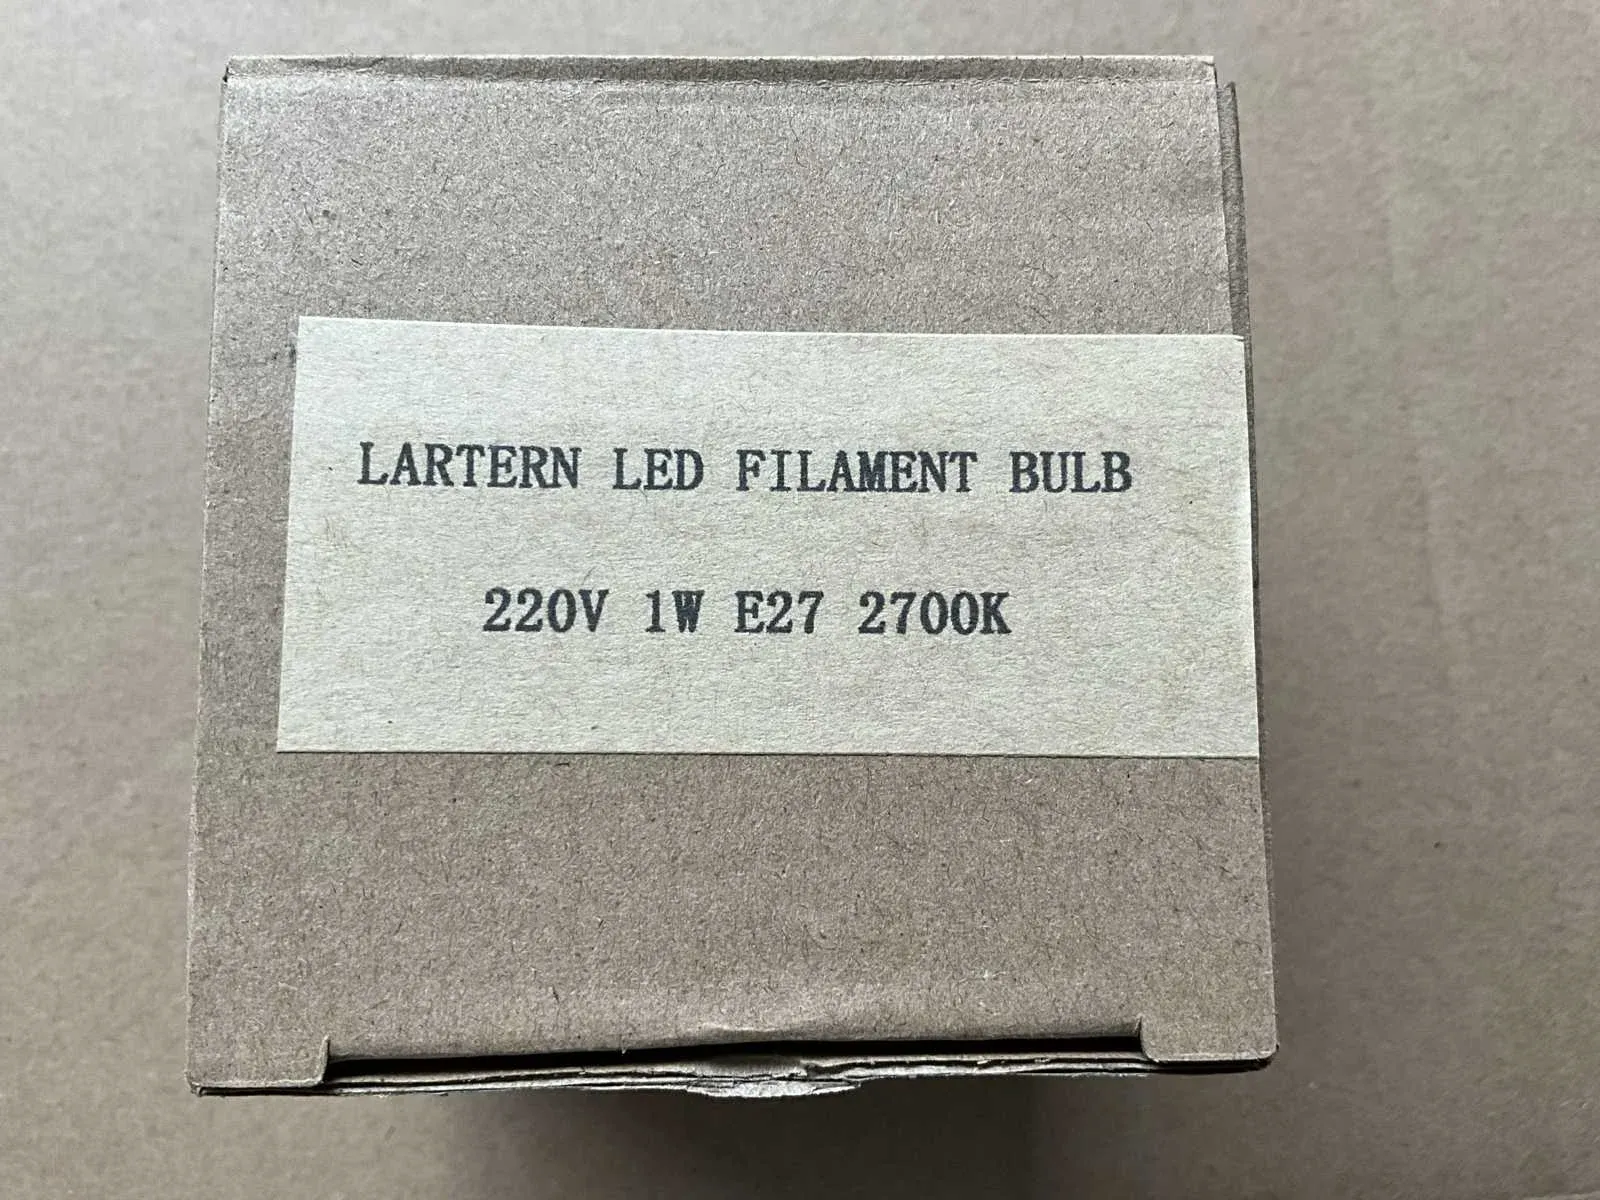 LARTERN LED FILAMENT BULB
220V 1W E27 2700K